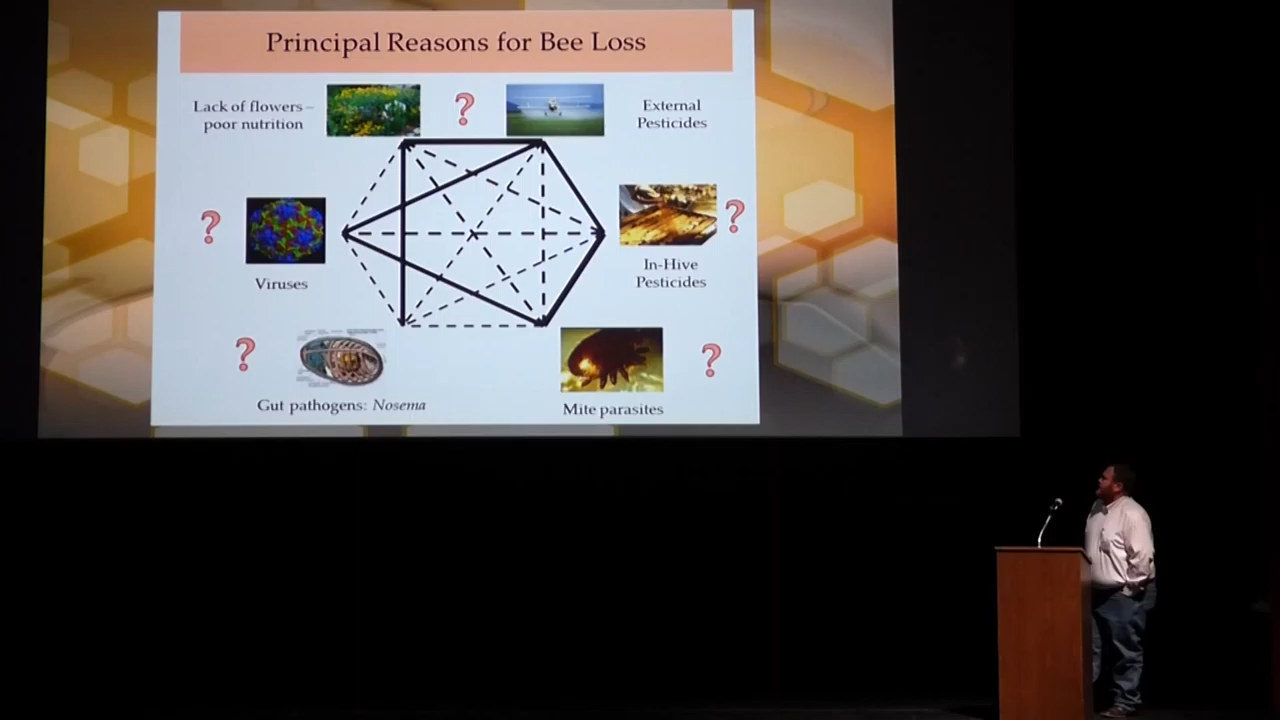 Principal Reasons for Bee Loss
Lack of flowers –
poor nutrition
?
External
Pesticides
?
Viruses
?
In-Hive
Pesticides
?
Gut pathogens: Nosema
?
Mite parasites